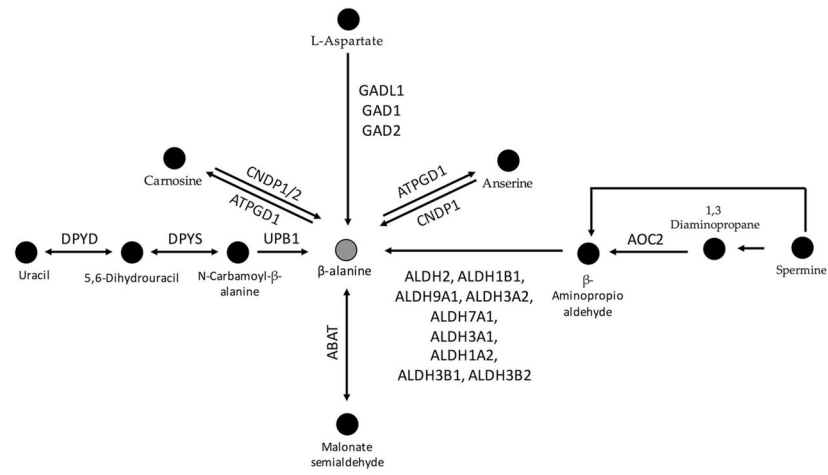 L-Aspartate
GADL1
GAD1
GAD2
Carnosine
CNDP1/2
ATPGD1
ATPGD1
CNDP1
Anserine
1,3
Diaminopropane
DPYD
DPYS
UPB1
AOC2
Uracil
5,6-Dihydrouracil
N-Carbamoyl-β-
alanine
β-alanine
ALDH2, ALDH1B1,
ALDH9A1, ALDH3A2,
ALDH7A1,
ALDH3A1,
ALDH1A2,
ALDH3B1, ALDH3B2
β-
Aminopropio
aldehyde
Spermine
ABAT
Malonate
semialdehyde